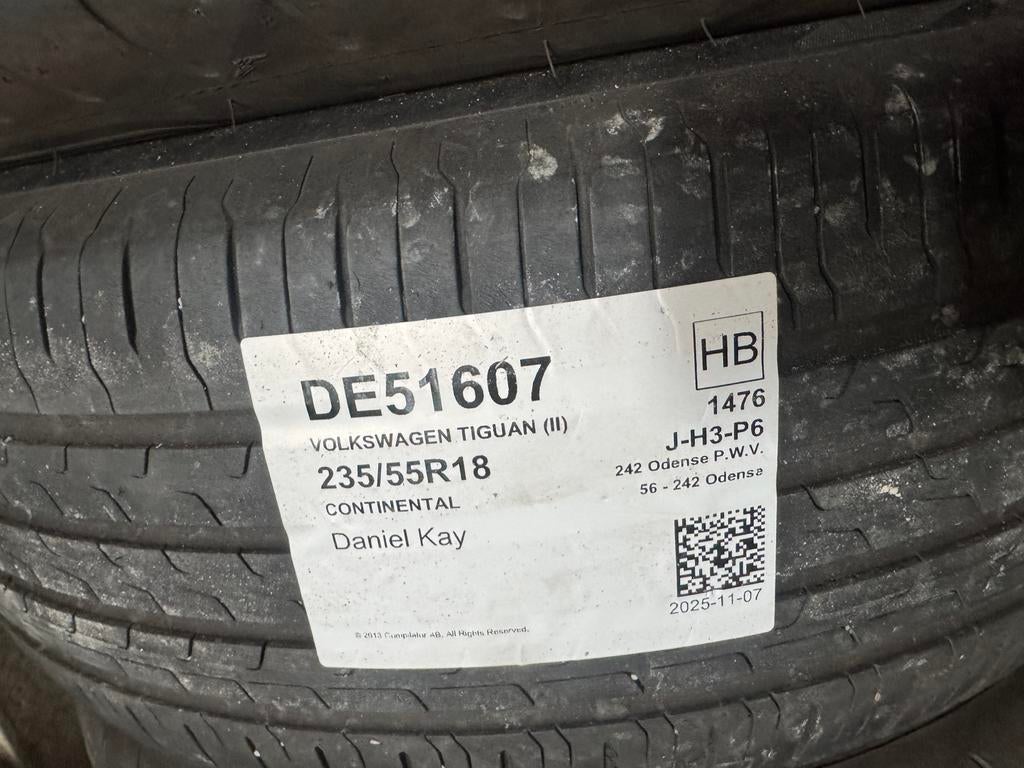 DE51607
VOLKSWAGEN TIGUAN (II)
235/55R18
CONTINENTAL
Daniel Kay
© 2013 Compilator AB, All Rights Reserved.
HB
1476
J-H3-P6
242 Odense P.W.V.
56 - 242 Odense
2025-11-07